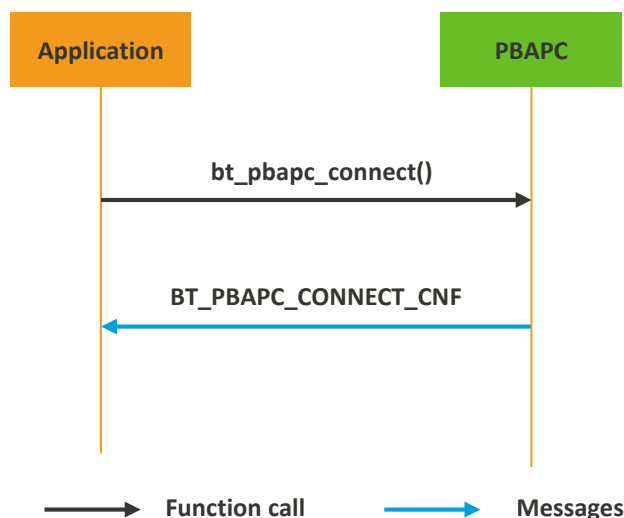 Application
PBAPC
bt_pbapc_connect()
BT_PBAPC_CONNECT_CNF
Function call
Messages